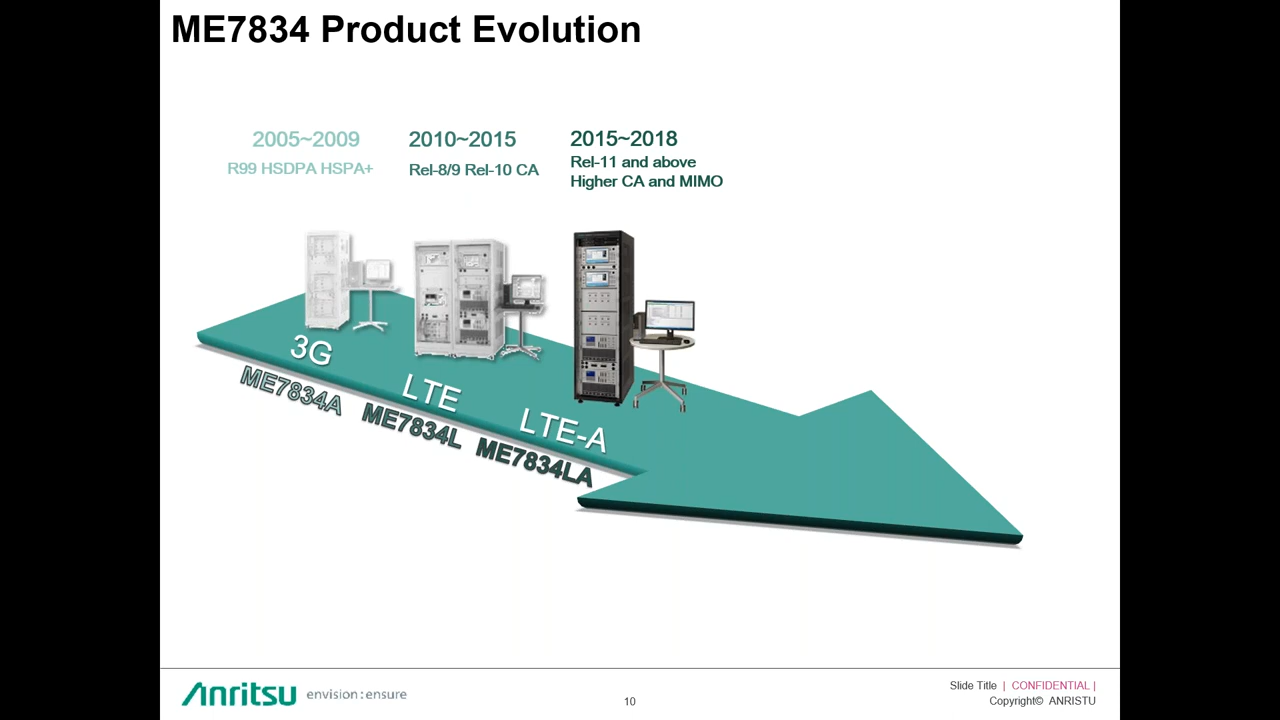 ME7834 Product Evolution
2005~2009
R99 HSDPA HSPA+
2010~2015
Rel-8/9 Rel-10 CA
2015~2018
Rel-11 and above
Higher CA and MIMO
3G
ME7834A
LTE
ME7834L
LTE-A
ME7834LA
Anritsu envision : ensure
10
Slide Title | CONFIDENTIAL |
Copyright© ANRISTU